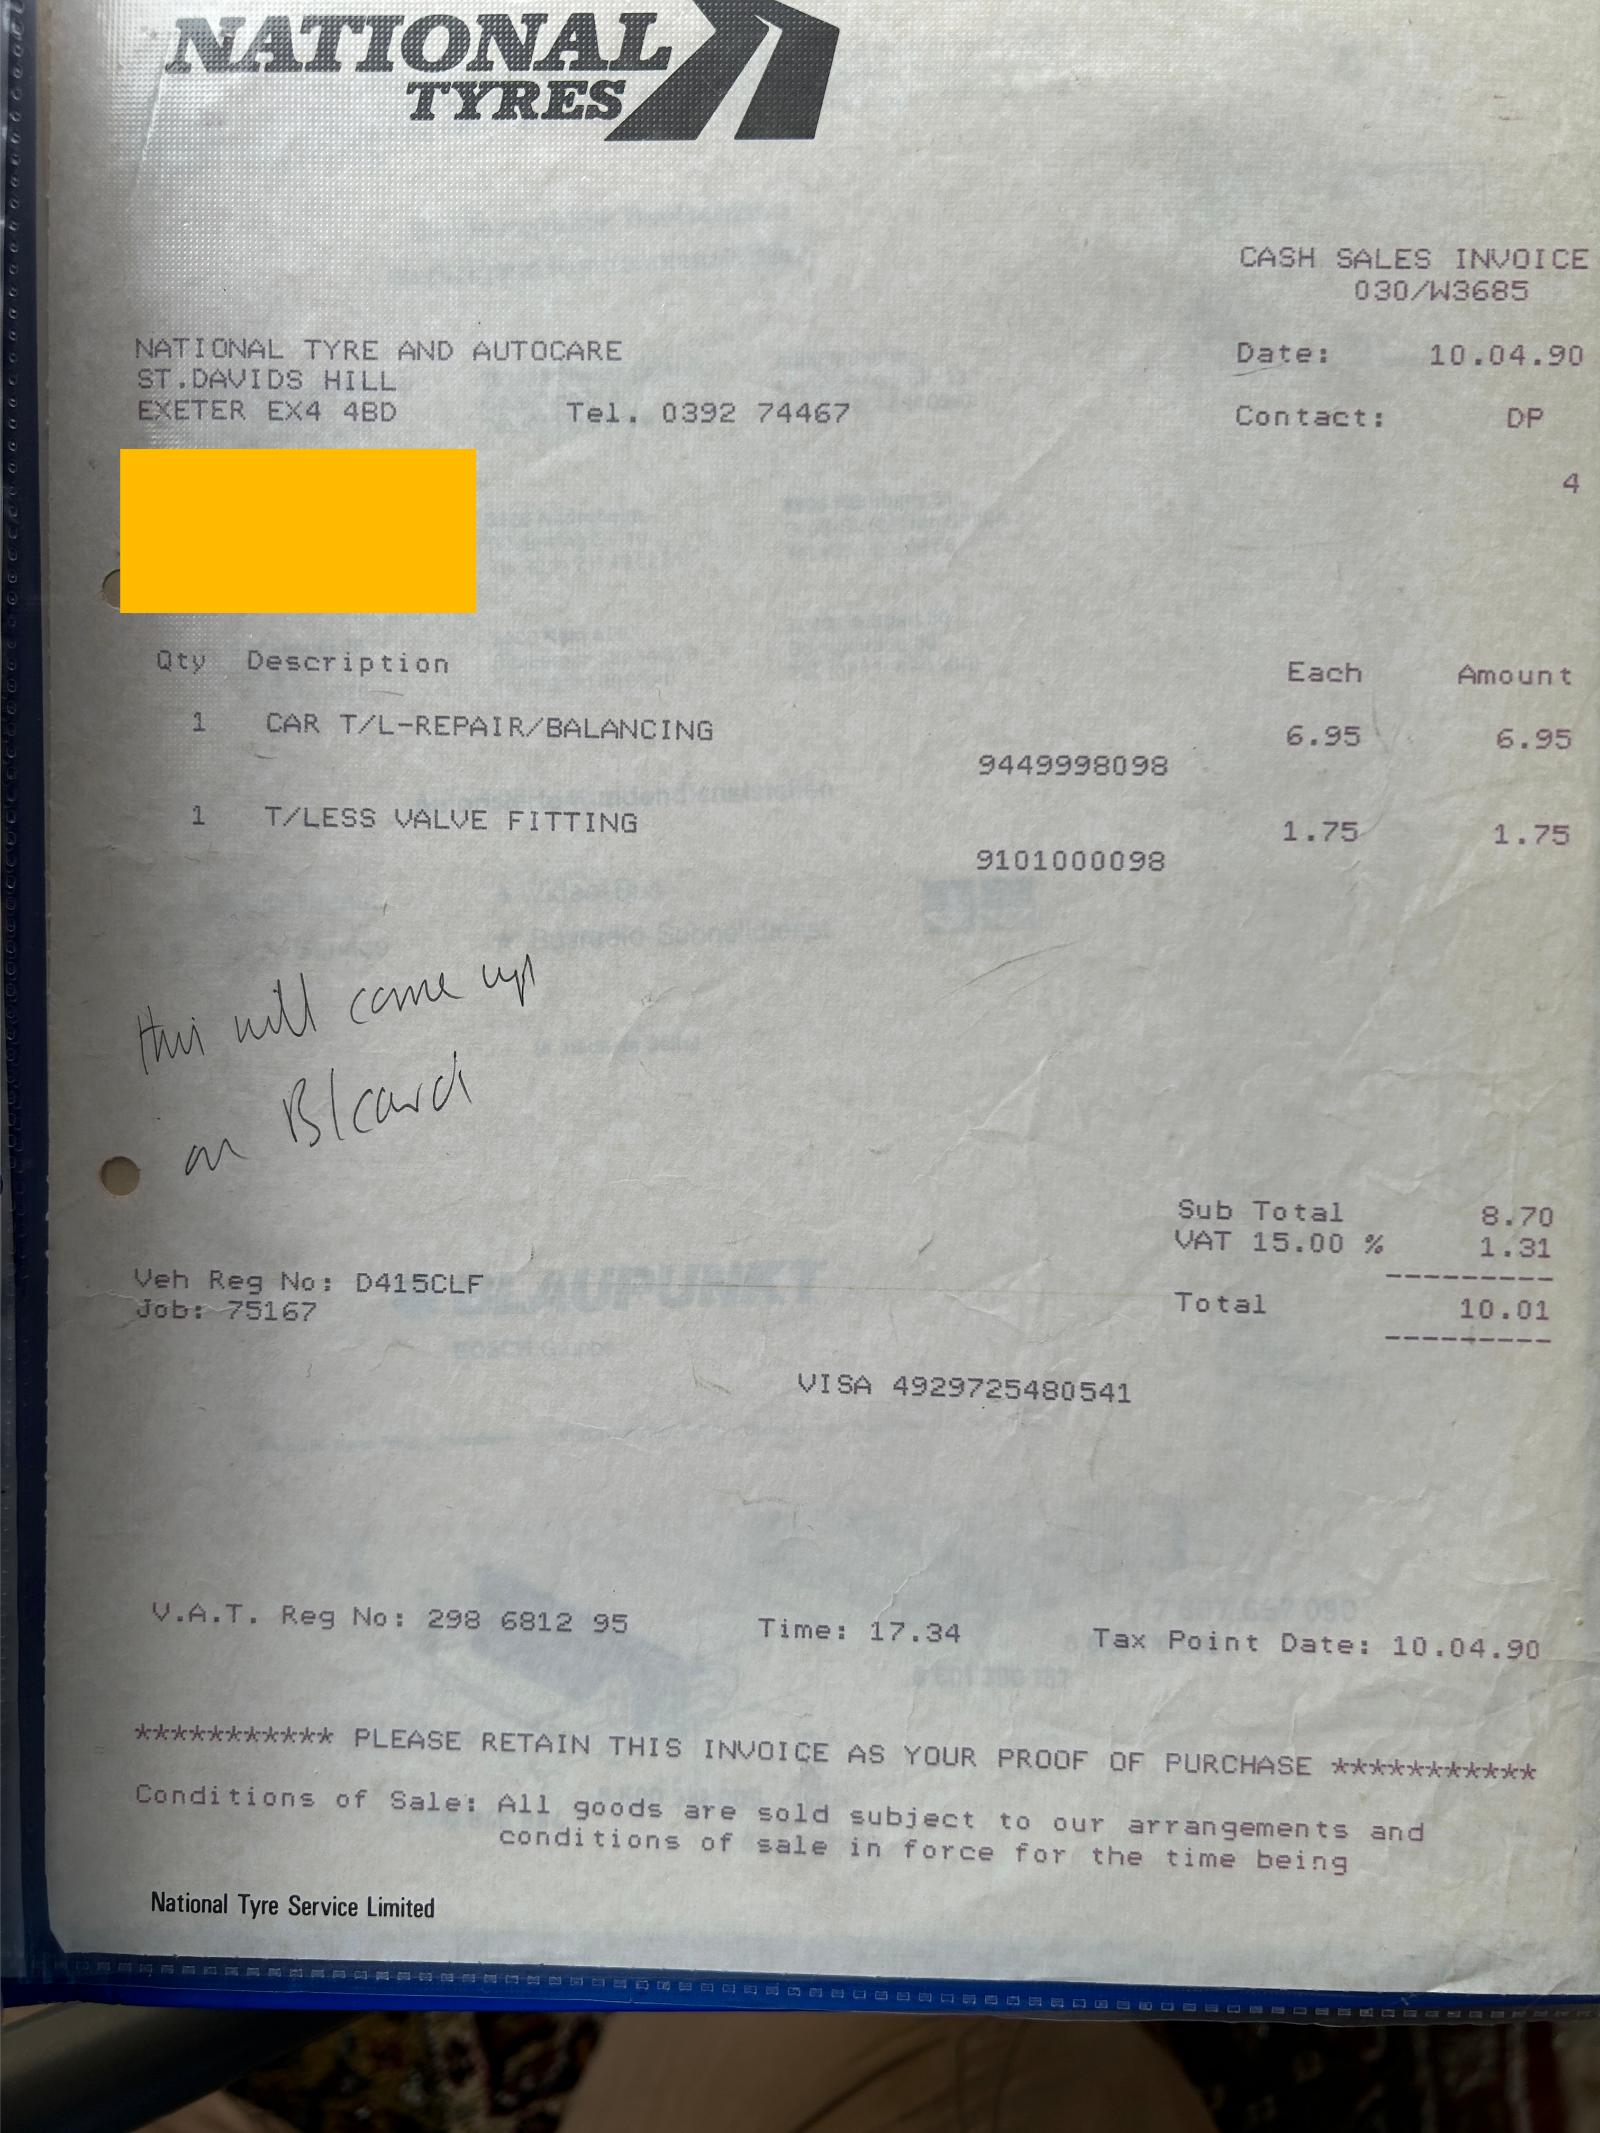 NATIONAL
TYRES
CASH SALES INVOICE
030/W3685
NATIONAL TYRE AND AUTOCARE
ST.DAVIDS HILL
EXETER EX4 4BD Tel. 0392 74467
Date: 10.04.90
Contact: DP
4
Qty Description Each Amount
1 CAR T/L-REPAIR/BALANCING 6.95 6.95
9449998098
1 T/LESS VALVE FITTING 1.75 1.75
9101000098
this will come up
on B/card
Sub Total 8.70
VAT 15.00 % 1.31
---------
Veh Reg No: D415CLF
Job: 75167
Total 10.01
---------
VISA 4929725480541
V.A.T. Reg No: 298 6812 95 Time: 17.34 Tax Point Date: 10.04.90
*********** PLEASE RETAIN THIS INVOICE AS YOUR PROOF OF PURCHASE ***********
Conditions of Sale: All goods are sold subject to our arrangements and
conditions of sale in force for the time being
National Tyre Service Limited